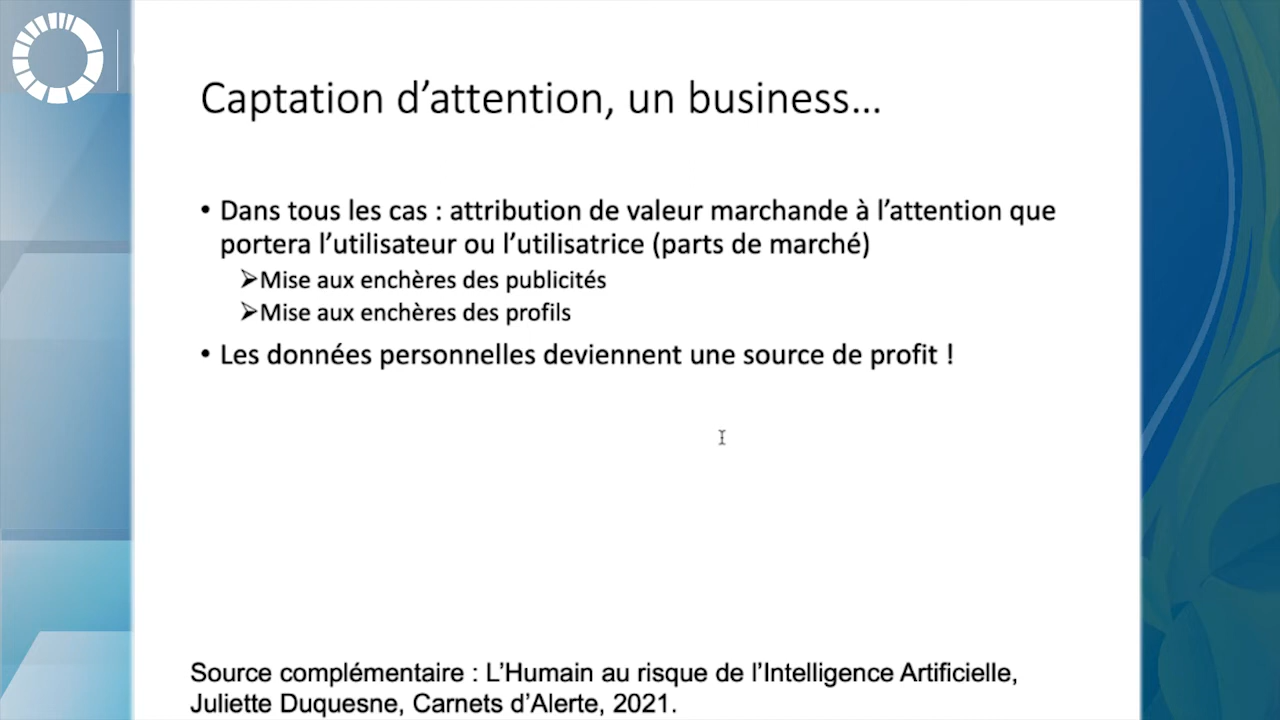 Captation d’attention, un business...
• Dans tous les cas : attribution de valeur marchande à l’attention que
portera l’utilisateur ou l’utilisatrice (parts de marché)
➢Mise aux enchères des publicités
➢Mise aux enchères des profils
• Les données personnelles deviennent une source de profit !
Source complémentaire : L’Humain au risque de l’Intelligence Artificielle,
Juliette Duquesne, Carnets d’Alerte, 2021.